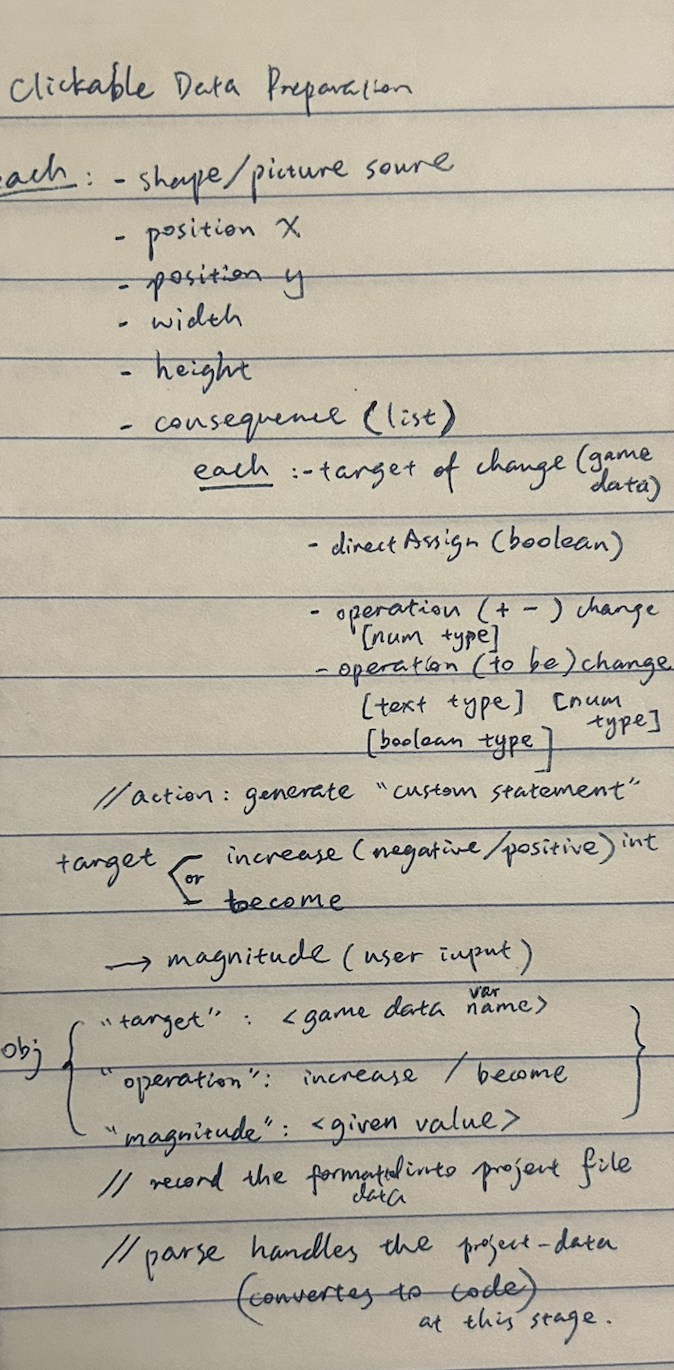 Clickable Data Preparation
each : - shape/picture soure
- position X
- position y
- width
- height
- consequence (list)
each :- target of change (game
data)
- directAssign (boolean)
- operation (+ -) change
[num type]
- operation (to be) change
[text type] [num
type]
[boolean type]
//action : generate "custom statement"
target or increase (negative/positive) int
become
→ magnitude (user input)
var
"target" : <game data name>
obj { "operation": increase / become }
"magnitude": <given value>
// record the formatted into project file
data
// parse handles the project-data
(convertes to code)
at this stage.